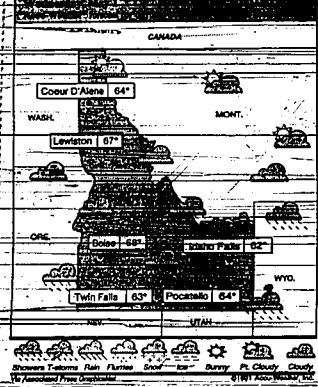 CANADA
Coeur D'Alene 64°
WASH.
MONT.
Lewiston 67°
ORE.
Boise 68°
Idaho Falls 62°
WYO.
Twin Falls 63°
Pocatello 64°
NEV.
UTAH
Showers T-storms Rain Flurries Snow Ice Sunny Pt. Cloudy Cloudy
Via Associated Press GraphicsNet
Accu-Weather, Inc.